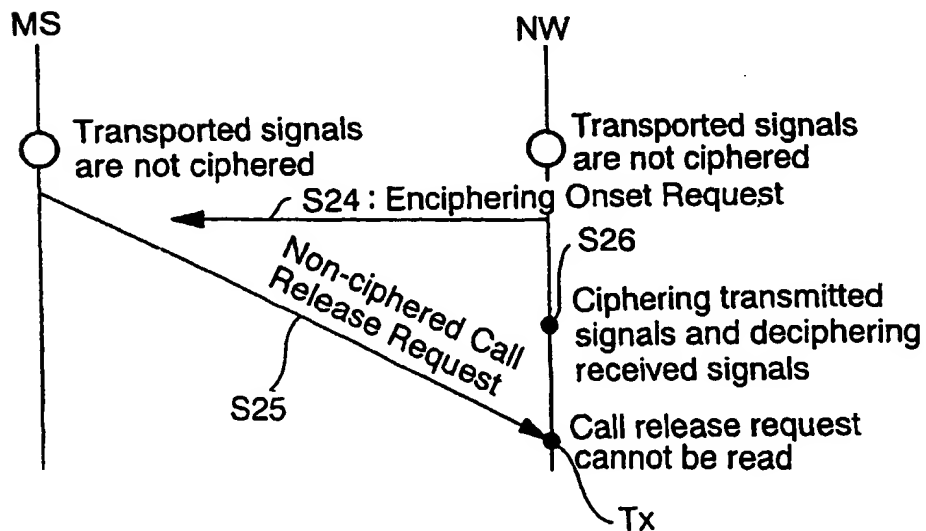 MS
NW
Transported signals
are not ciphered
Transported signals
are not ciphered
S24 : Enciphering Onset Request
S26
Non-ciphered Call
Release Request
Ciphering transmitted
signals and deciphering
received signals
S25
Call release request
cannot be read
Tx